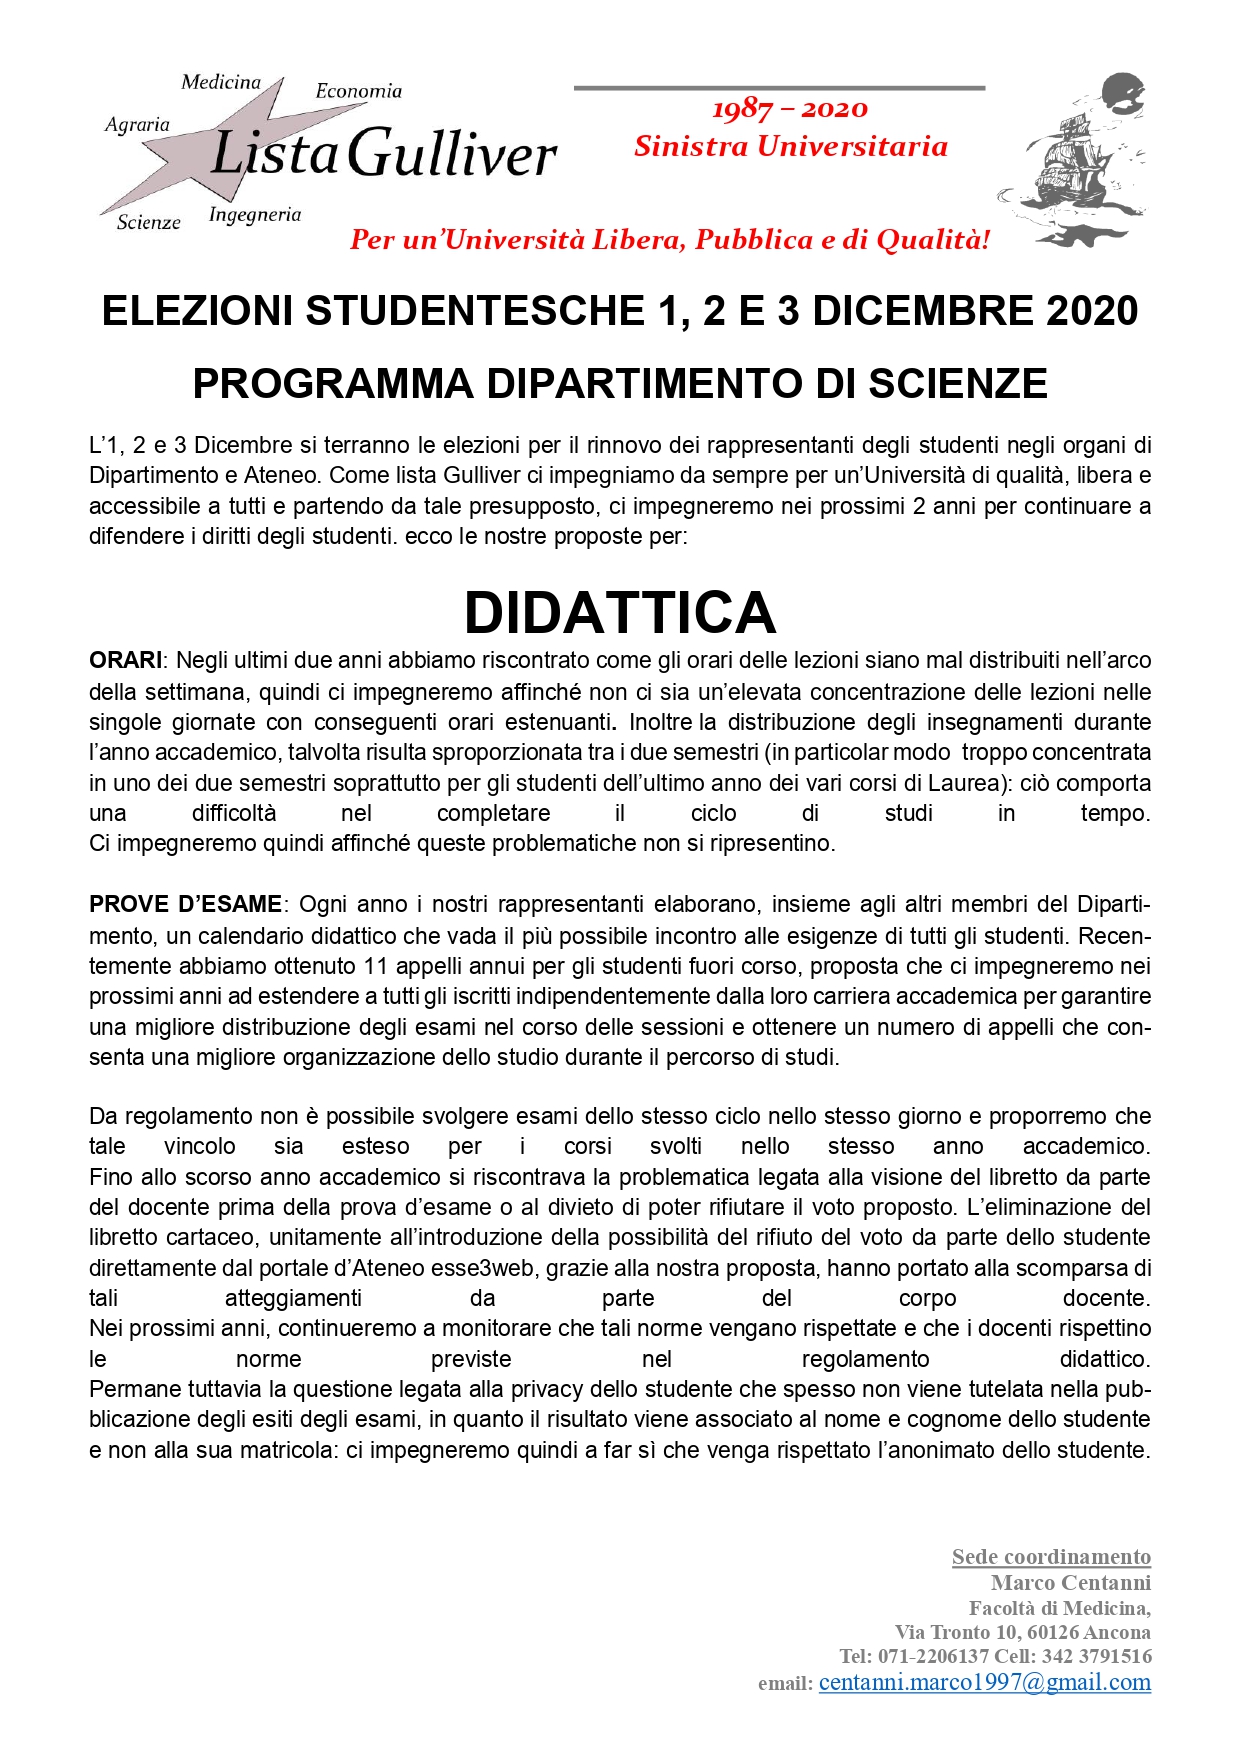 Medicina
Economia
Agraria
Lista Gulliver
Scienze
Ingegneria
1987 – 2020
Sinistra Universitaria
Per un’Università Libera, Pubblica e di Qualità!
ELEZIONI STUDENTESCHE 1, 2 E 3 DICEMBRE 2020
PROGRAMMA DIPARTIMENTO DI SCIENZE
L’1, 2 e 3 Dicembre si terranno le elezioni per il rinnovo dei rappresentanti degli studenti negli organi di
Dipartimento e Ateneo. Come lista Gulliver ci impegniamo da sempre per un’Università di qualità, libera e
accessibile a tutti e partendo da tale presupposto, ci impegneremo nei prossimi 2 anni per continuare a
difendere i diritti degli studenti. ecco le nostre proposte per:
DIDATTICA
ORARI: Negli ultimi due anni abbiamo riscontrato come gli orari delle lezioni siano mal distribuiti nell’arco
della settimana, quindi ci impegneremo affinché non ci sia un’elevata concentrazione delle lezioni nelle
singole giornate con conseguenti orari estenuanti. Inoltre la distribuzione degli insegnamenti durante
l’anno accademico, talvolta risulta sproporzionata tra i due semestri (in particolar modo troppo concentrata
in uno dei due semestri soprattutto per gli studenti dell’ultimo anno dei vari corsi di Laurea): ciò comporta
una difficoltà nel completare il ciclo di studi in tempo.
Ci impegneremo quindi affinché queste problematiche non si ripresentino.
PROVE D’ESAME: Ogni anno i nostri rappresentanti elaborano, insieme agli altri membri del Diparti-
mento, un calendario didattico che vada il più possibile incontro alle esigenze di tutti gli studenti. Recen-
temente abbiamo ottenuto 11 appelli annui per gli studenti fuori corso, proposta che ci impegneremo nei
prossimi anni ad estendere a tutti gli iscritti indipendentemente dalla loro carriera accademica per garantire
una migliore distribuzione degli esami nel corso delle sessioni e ottenere un numero di appelli che con-
senta una migliore organizzazione dello studio durante il percorso di studi.
Da regolamento non è possibile svolgere esami dello stesso ciclo nello stesso giorno e proporremo che
tale vincolo sia esteso per i corsi svolti nello stesso anno accademico.
Fino allo scorso anno accademico si riscontrava la problematica legata alla visione del libretto da parte
del docente prima della prova d’esame o al divieto di poter rifiutare il voto proposto. L’eliminazione del
libretto cartaceo, unitamente all’introduzione della possibilità del rifiuto del voto da parte dello studente
direttamente dal portale d’Ateneo esse3web, grazie alla nostra proposta, hanno portato alla scomparsa di
tali atteggiamenti da parte del corpo docente.
Nei prossimi anni, continueremo a monitorare che tali norme vengano rispettate e che i docenti rispettino
le norme previste nel regolamento didattico.
Permane tuttavia la questione legata alla privacy dello studente che spesso non viene tutelata nella pub-
blicazione degli esiti degli esami, in quanto il risultato viene associato al nome e cognome dello studente
e non alla sua matricola: ci impegneremo quindi a far sì che venga rispettato l’anonimato dello studente.
Sede coordinamento
Marco Centanni
Facoltà di Medicina,
Via Tronto 10, 60126 Ancona
Tel: 071-2206137 Cell: 342 3791516
email: centanni.marco1997@gmail.com